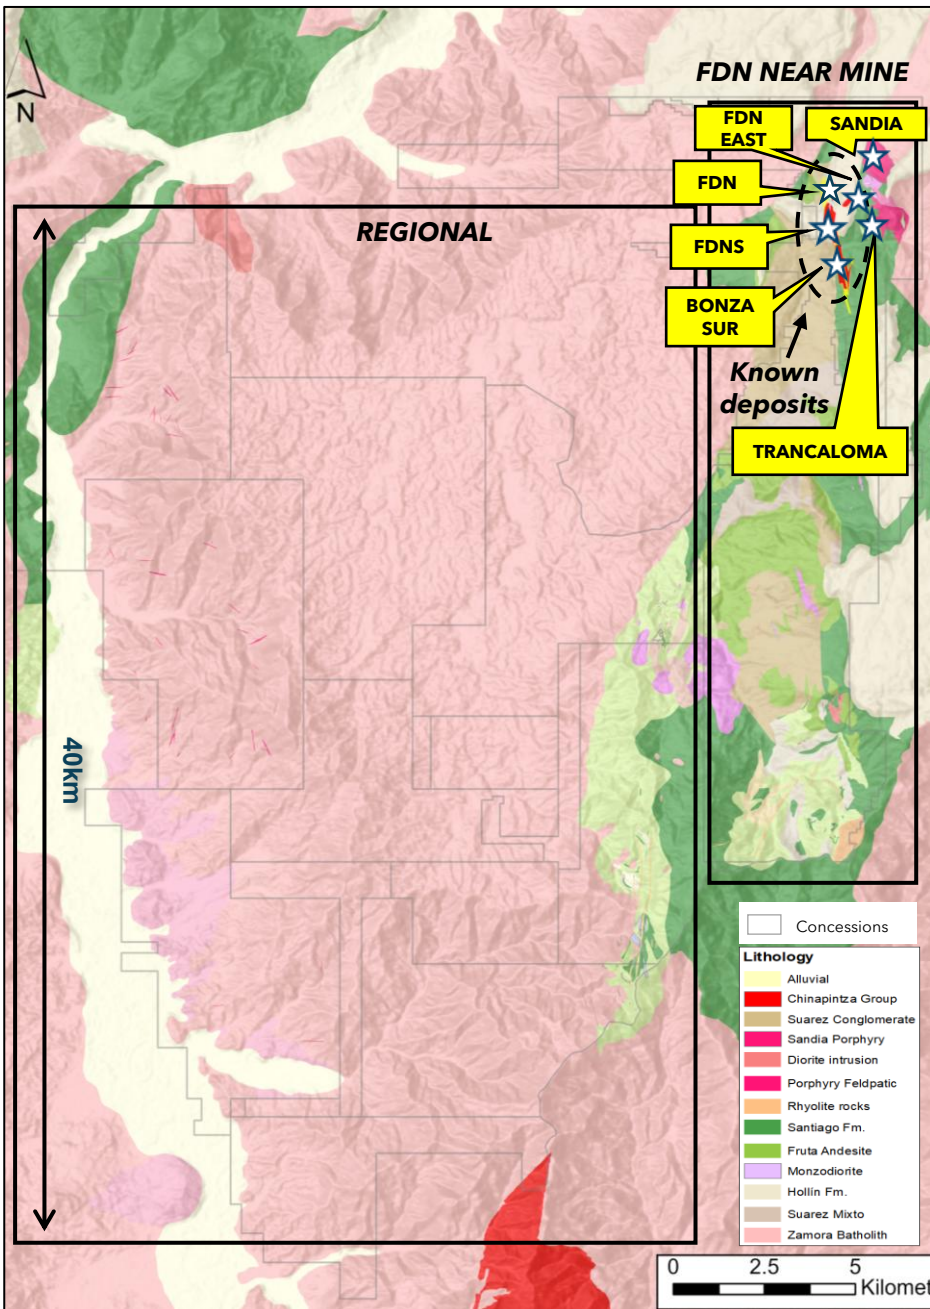 N
FDN NEAR MINE
FDN
EAST
SANDIA
FDN
REGIONAL
FDNS
BONZA
SUR
Known
deposits
TRANCALOMA
40km
Concessions
Lithology
Alluvial
Chinapintza Group
Suarez Conglomerate
Sandia Porphyry
Diorite intrusion
Porphyry Feldpatic
Rhyolite rocks
Santiago Fm.
Fruta Andesite
Monzodiorite
Hollín Fm.
Suarez Mixto
Zamora Batholith
0 2.5 5
Kilomet